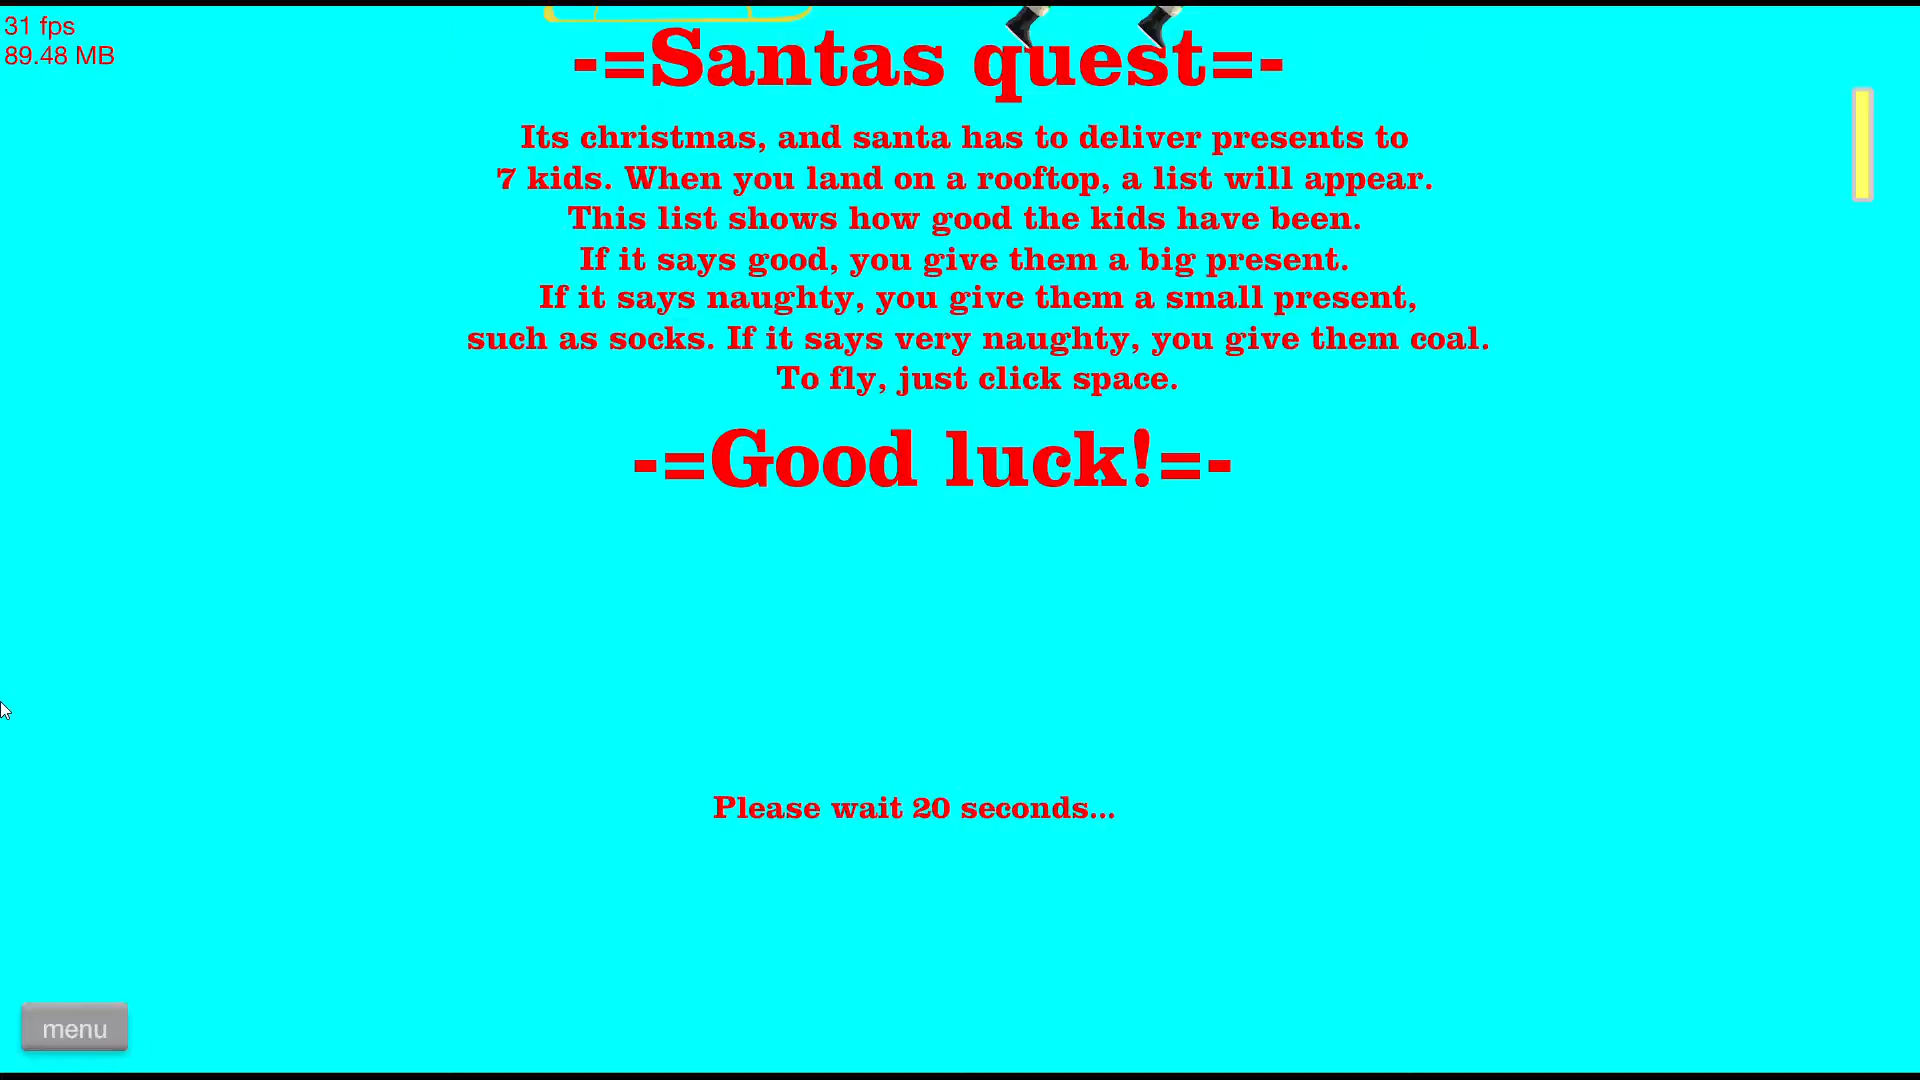 31 fps
89.48 MB
-=Santas quest=-
Its christmas, and santa has to deliver presents to
7 kids. When you land on a rooftop, a list will appear.
This list shows how good the kids have been.
If it says good, you give them a big present.
If it says naughty, you give them a small present,
such as socks. If it says very naughty, you give them coal.
To fly, just click space.
-=Good luck!=-
Please wait 20 seconds...
menu